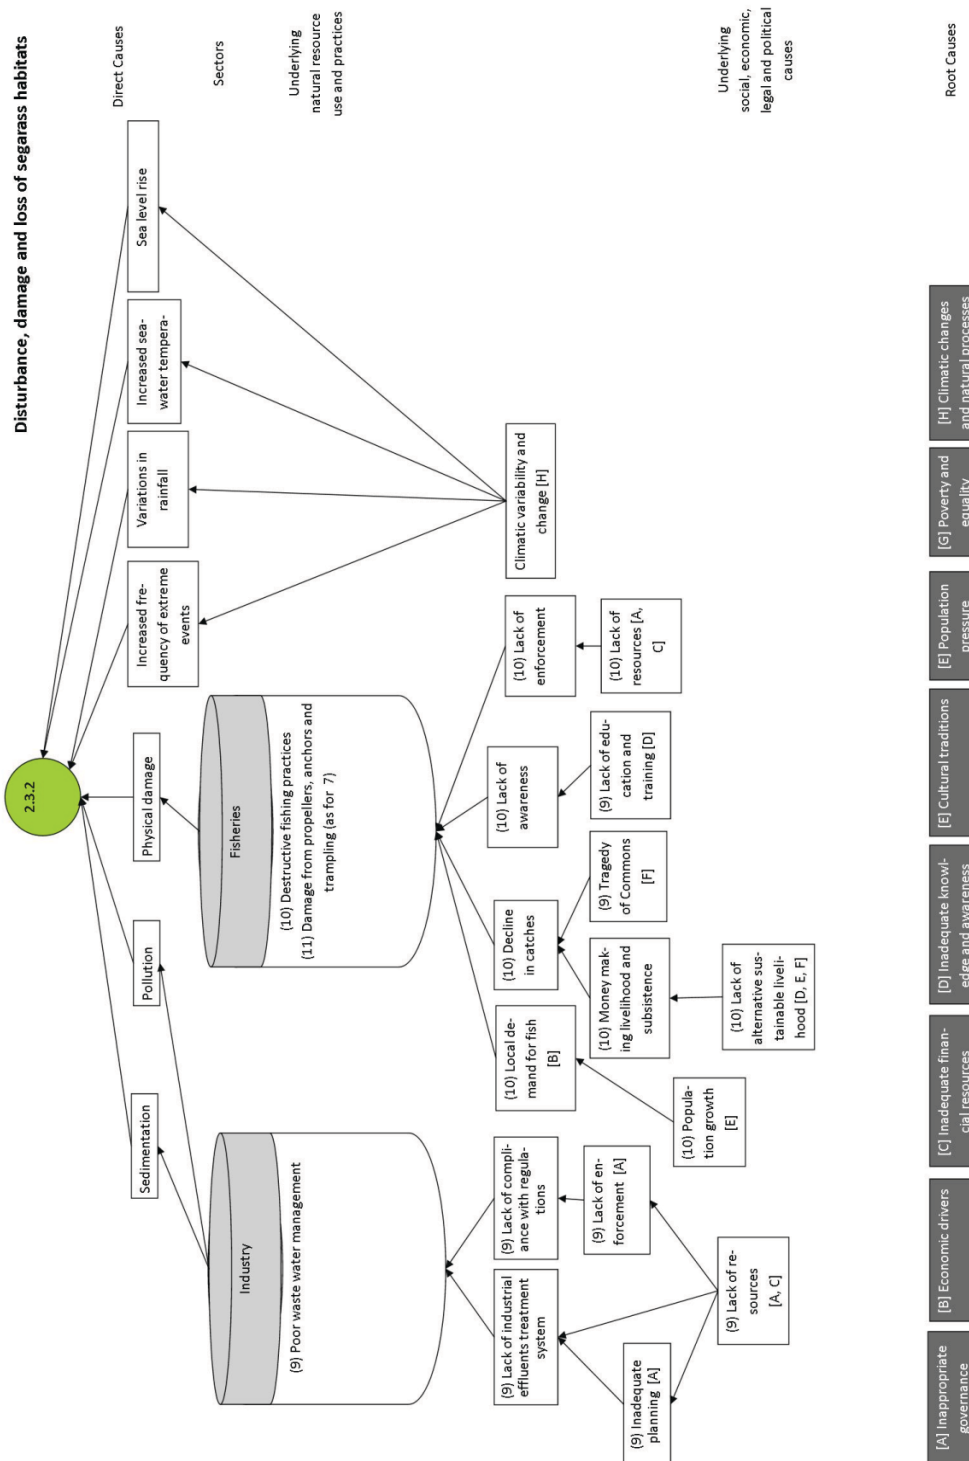 Disturbance, damage and loss of segarass habitats
2.3.2
Direct Causes
Sedimentation
Pollution
Physical damage
Increased fre-
quency of extreme
events
Variations in
rainfall
Increased sea-
water tempera-
Sea level rise
Sectors
Industry
Fisheries
Underlying
natural resource
use and practices
(9) Poor waste water management
(10) Destructive fishing practices
(11) Damage from propellers, anchors and
trampling (as for 7)
Underlying
social, economic,
legal and political
causes
(9) Lack of industrial
effluents treatment
system
(9) Lack of compli-
ance with regula-
tions
(10) Local de-
mand for fish
[B]
(10) Decline
in catches
(10) Lack of
awareness
(10) Lack of
enforcement
Climatic variability and
change [H]
(9) Inadequate
planning [A]
(9) Lack of en-
forcement [A]
(10) Money mak-
ing livelihood and
subsistence
(9) Tragedy
of Commons
[F]
(9) Lack of edu-
cation and
training [D]
(10) Lack of
resources [A,
C]
(9) Lack of re-
sources
[A, C]
(10) Popula-
tion growth
[E]
(10) Lack of
alternative sus-
tainable liveli-
hood [D, E, F]
Root Causes
[A] Inappropriate
governance
[B] Economic drivers
[C] Inadequate finan-
cial resources
[D] Inadequate knowl-
edge and awareness
[E] Cultural traditions
[E] Population
pressure
[G] Poverty and
equality
[H] Climatic changes
and natural processes